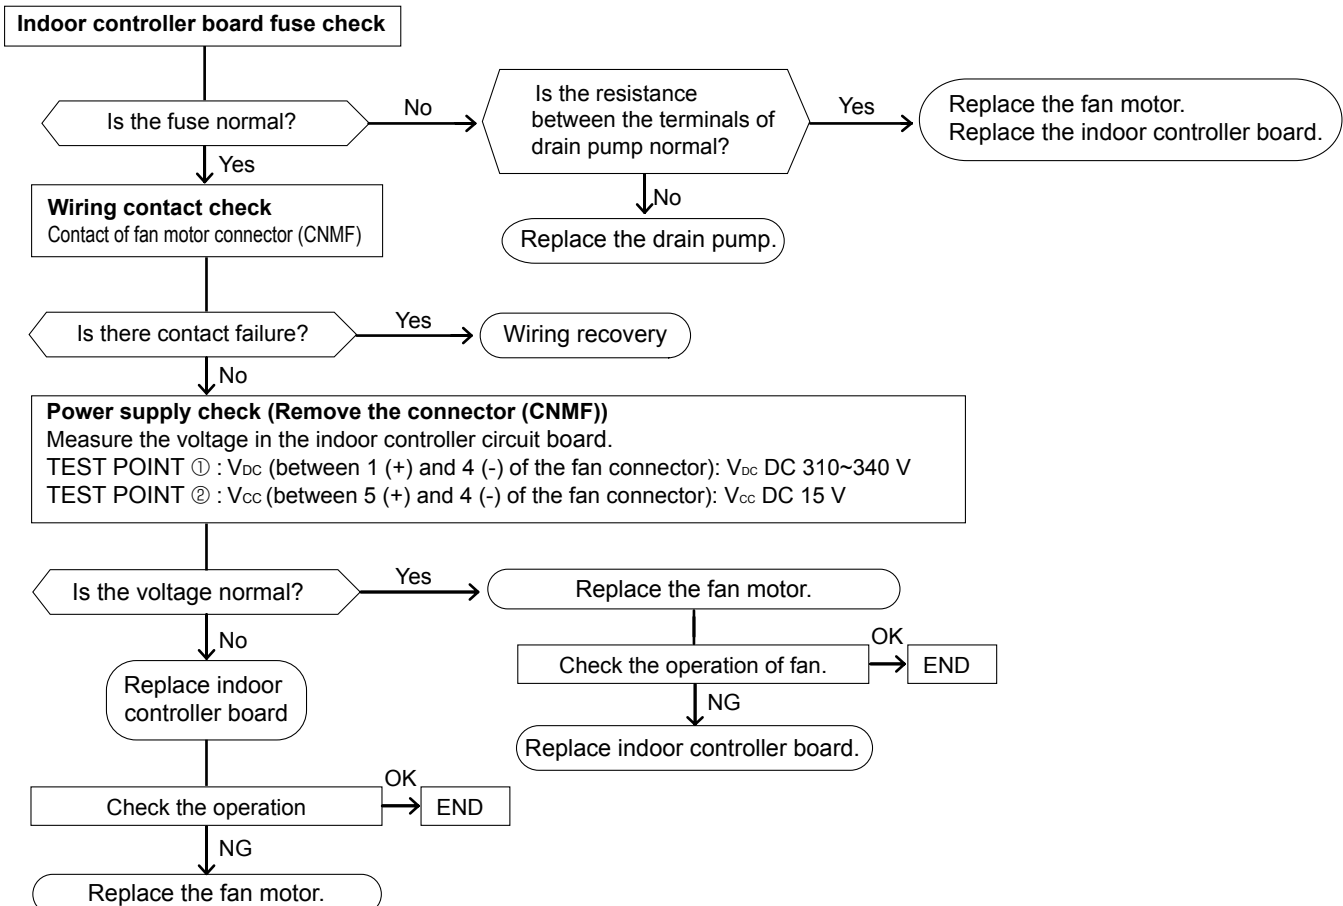 Indoor controller board fuse check
Is the fuse normal?
No
Is the resistance
between the terminals of
drain pump normal?
Yes
Replace the fan motor.
Replace the indoor controller board.
Yes
No
Replace the drain pump.
Wiring contact check
Contact of fan motor connector (CNMF)
Is there contact failure?
Yes
Wiring recovery
No
Power supply check (Remove the connector (CNMF))
Measure the voltage in the indoor controller circuit board.
TEST POINT ① : VDC (between 1 (+) and 4 (-) of the fan connector): VDC DC 310~340 V
TEST POINT ② : VCC (between 5 (+) and 4 (-) of the fan connector): VCC DC 15 V
Is the voltage normal?
Yes
Replace the fan motor.
No
Check the operation of fan.
OK
END
NG
Replace indoor controller board.
Replace indoor
controller board
Check the operation
OK
END
NG
Replace the fan motor.